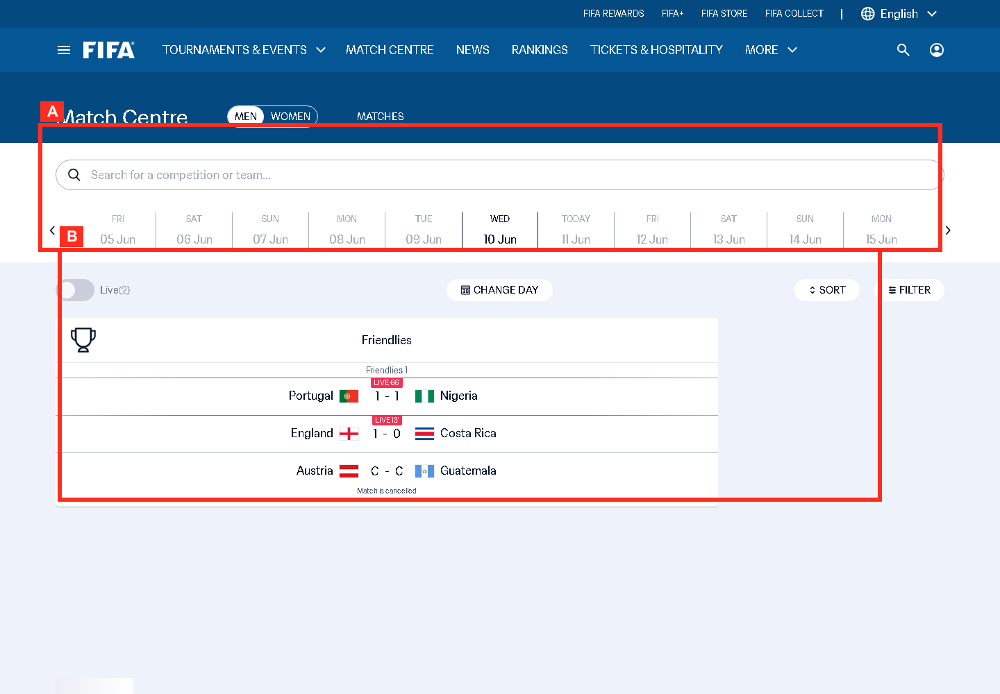 FIFA REWARDS FIFA+ FIFA STORE FIFA COLLECT | English
FIFA TOURNAMENTS & EVENTS MATCH CENTRE NEWS RANKINGS TICKETS & HOSPITALITY MORE
A
Match Centre MEN WOMEN MATCHES
Search for a competition or team...
FRI SAT SUN MON TUE WED TODAY FRI SAT SUN MON
B
05 Jun 06 Jun 07 Jun 08 Jun 09 Jun 10 Jun 11 Jun 12 Jun 13 Jun 14 Jun 15 Jun
Live(2) 30 CHANGE DAY SORT FILTER
Friendlies
Friendlies 1
LIVE 66'
Portugal 1 - 1 Nigeria
LIVE 13'
England 1 - 0 Costa Rica
Austria C - C Guatemala
Match is cancelled